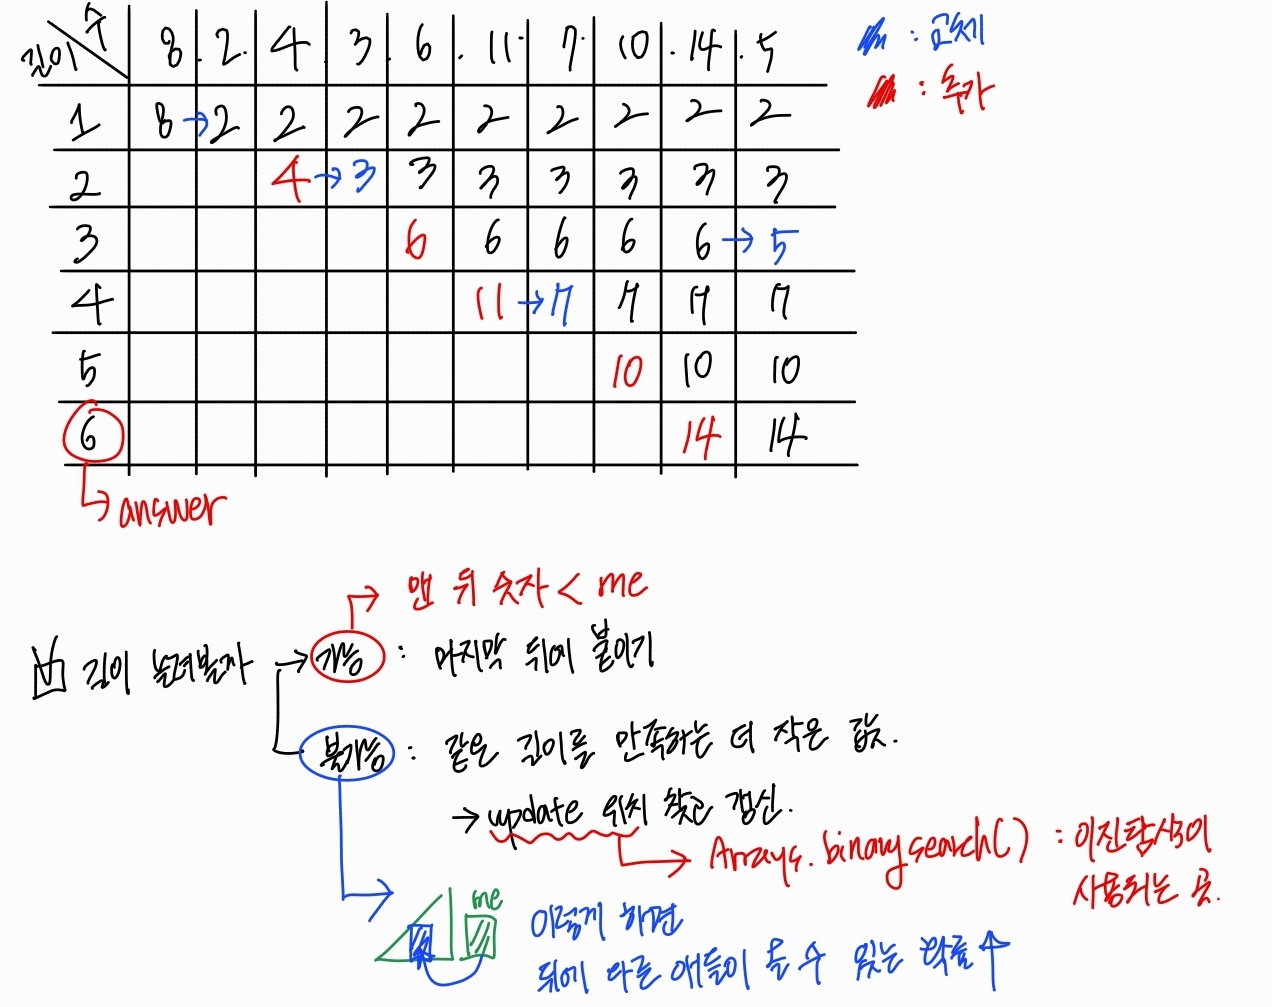 길이 수 8 . 2 . 4 . 3 . 6 . 11 . 7 . 10 . 14 . 5
1 8 → 2 2 2 2 2 2 2 2 2
2 4 → 3 3 3 3 3 3 3
3 6 6 6 6 6 → 5
4 11 → 7 7 7 7
5 10 10 10
6 14 14
answer
: 교체
: 추가
맨 뒤 숫자 < me
길이 늘려볼까 → 가능 : 마지막 뒤에 붙이기
불가능 : 같은 길이를 만족하는 더 작은 값.
→ update 위치 찾고 갱신.
Arrays.binarysearch() : 이진탐색이
사용되는 곳.
me
이렇게 하면
뒤에 다른 애들이 올 수 있는 확률 ↑